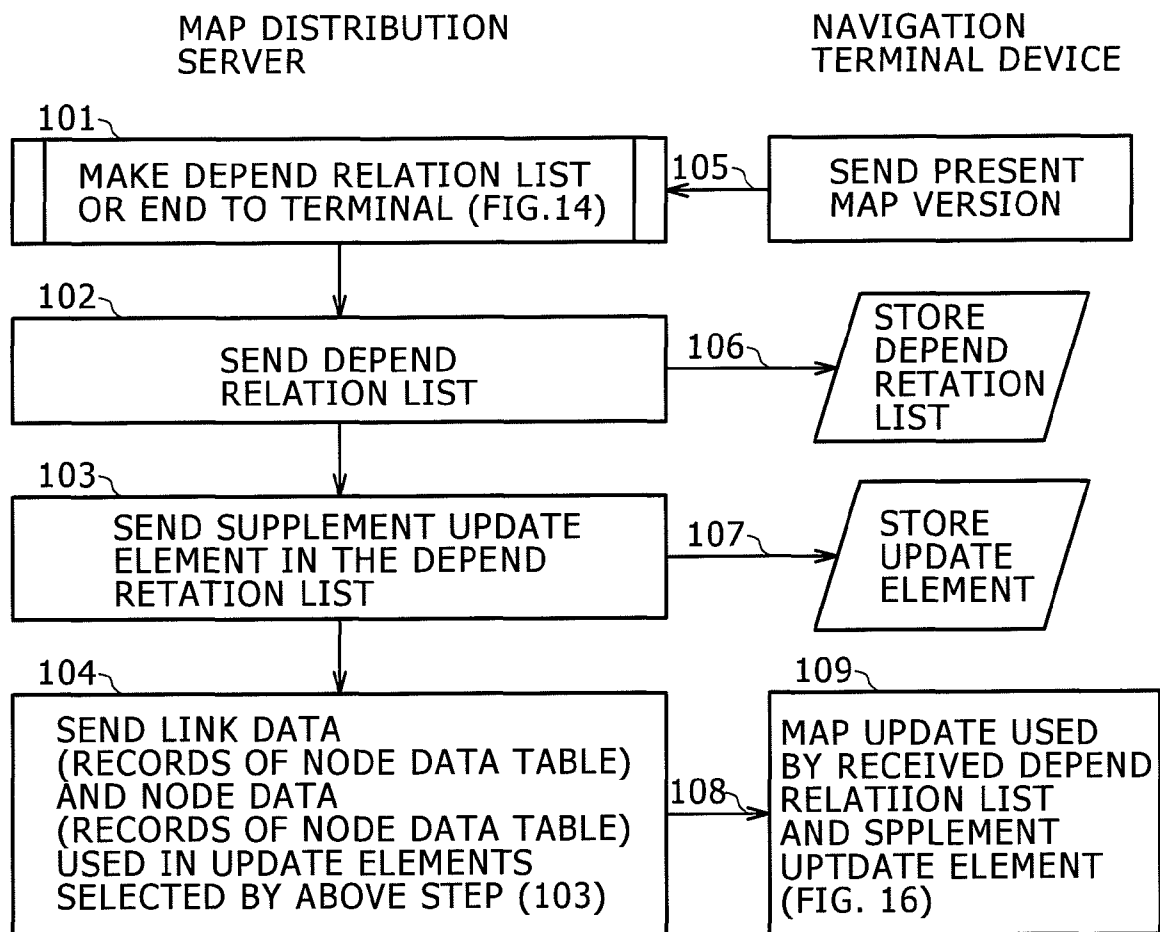 MAP DISTRIBUTION
SERVER
NAVIGATION
TERMINAL DEVICE
101
MAKE DEPEND RELATION LIST
OR END TO TERMINAL (FIG.14)
105
SEND PRESENT
MAP VERSION
102
SEND DEPEND
RELATION LIST
106
STORE
DEPEND
RETATION
LIST
103
SEND SUPPLEMENT UPDATE
ELEMENT IN THE DEPEND
RETATION LIST
107
STORE
UPDATE
ELEMENT
104
SEND LINK DATA
(RECORDS OF NODE DATA TABLE)
AND NODE DATA
(RECORDS OF NODE DATA TABLE)
USED IN UPDATE ELEMENTS
SELECTED BY ABOVE STEP (103)
108
109
MAP UPDATE USED
BY RECEIVED DEPEND
RELATIION LIST
AND SPPLEMENT
UPTDATE ELEMENT
(FIG. 16)